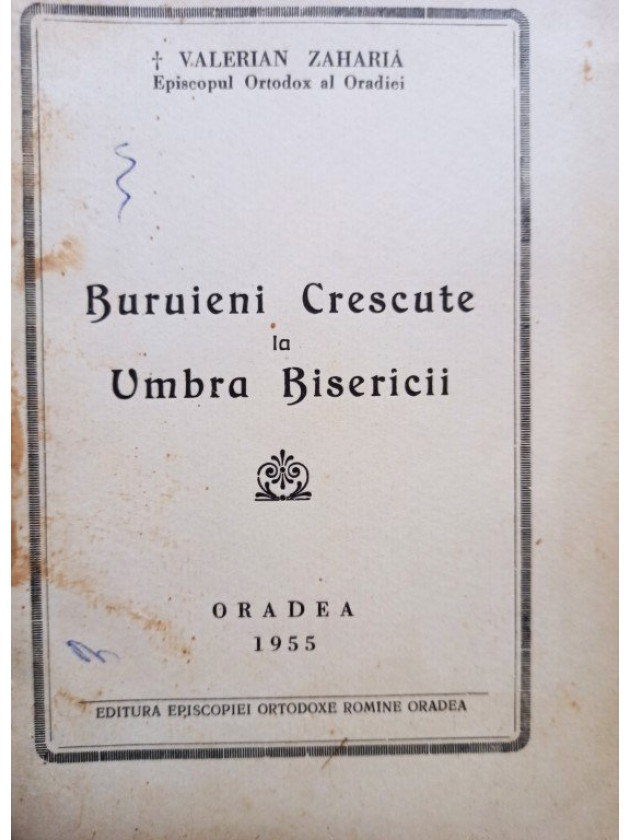 † VALERIAN ZAHARIA
Episcopul Ortodox al Oradiei
Buruieni Crescute
la
Umbra Bisericii
ORADEA
1955
EDITURA EPISCOPIEI ORTODOXE ROMINE ORADEA